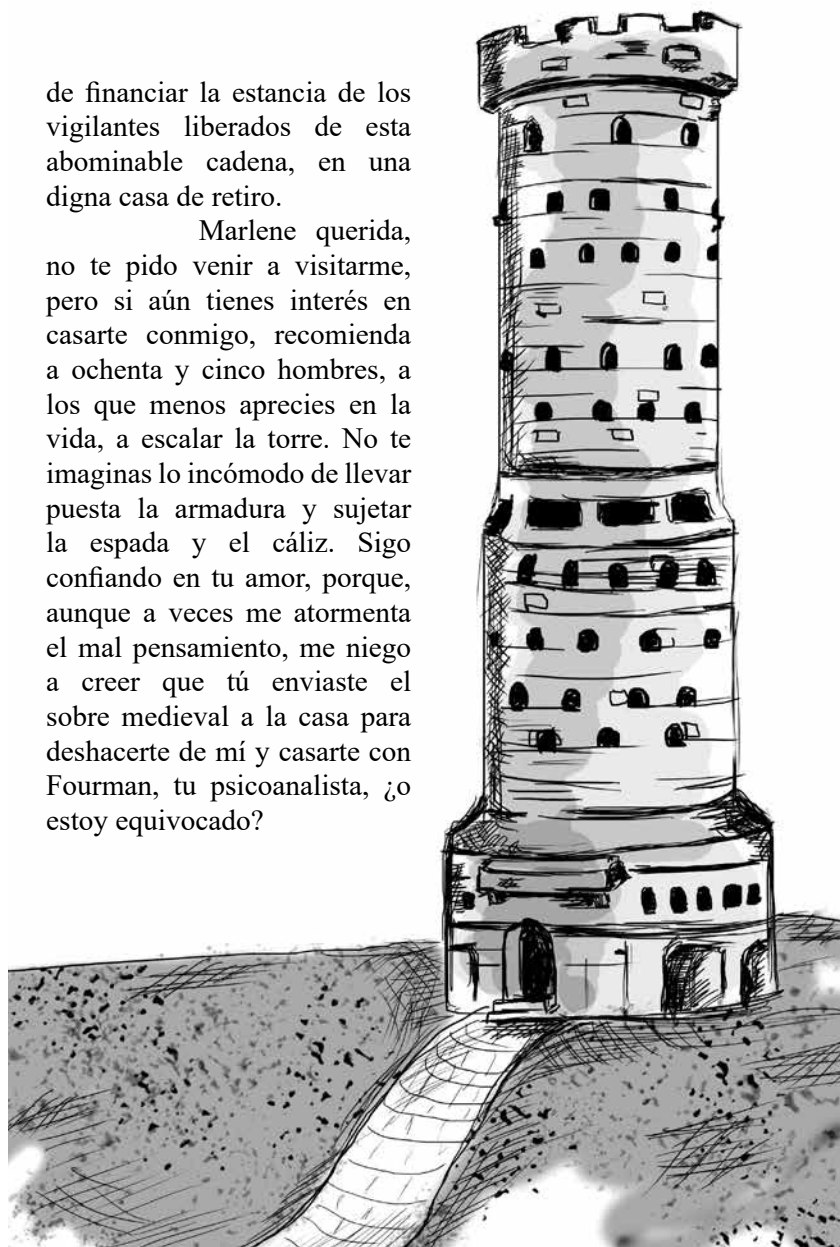 de financiar la estancia de los
vigilantes liberados de esta
abominable cadena, en una
digna casa de retiro.
Marlene querida,
no te pido venir a visitarme,
pero si aún tienes interés en
casarte conmigo, recomienda
a ochenta y cinco hombres, a
los que menos aprecies en la
vida, a escalar la torre. No te
imaginas lo incómodo de llevar
puesta la armadura y sujetar
la espada y el cáliz. Sigo
confiando en tu amor, porque,
aunque a veces me atormenta
el mal pensamiento, me niego
a creer que tú enviaste el
sobre medieval a la casa para
deshacerte de mí y casarte con
Fourman, tu psicoanalista, ¿o
estoy equivocado?